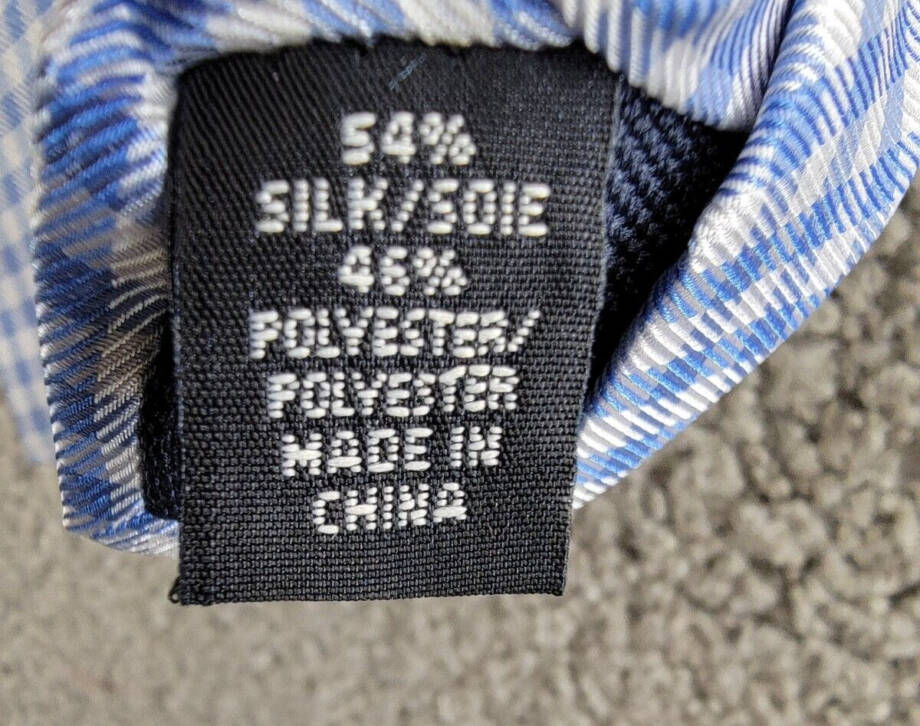 54%
SILK/SOIE
46%
POLYESTER/
POLYESTER
MADE IN
CHINA